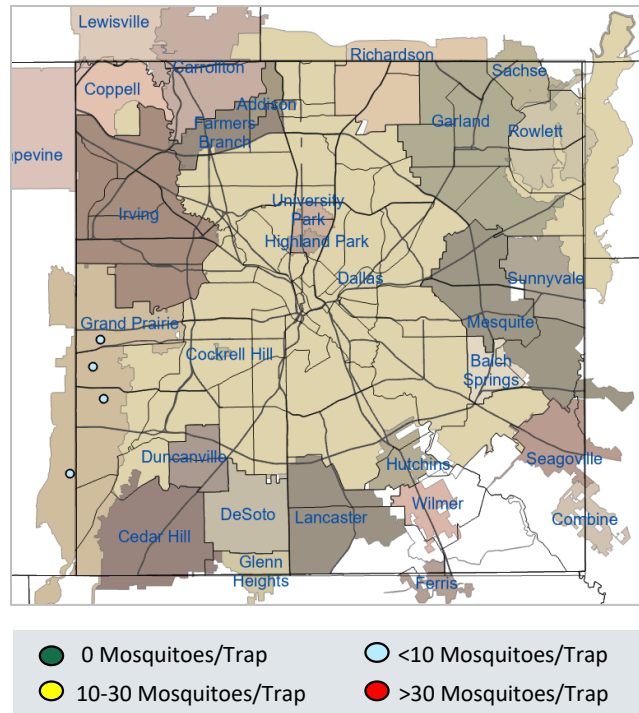 Lewisville
Richardson
Carrollton
Sachse
Coppell
Addison
Garland
Farmers
Branch
Rowlett
apevine
University
Park
Irving
Highland Park
Dallas
Sunnyvale
Grand Prairie
Mesquite
Cockrell Hill
Balch
Springs
Duncanville
Hutchins
Seagoville
Wilmer
DeSoto
Lancaster
Combine
Cedar Hill
Glenn
Heights
Ferris
0 Mosquitoes/Trap
<10 Mosquitoes/Trap
10-30 Mosquitoes/Trap
>30 Mosquitoes/Trap